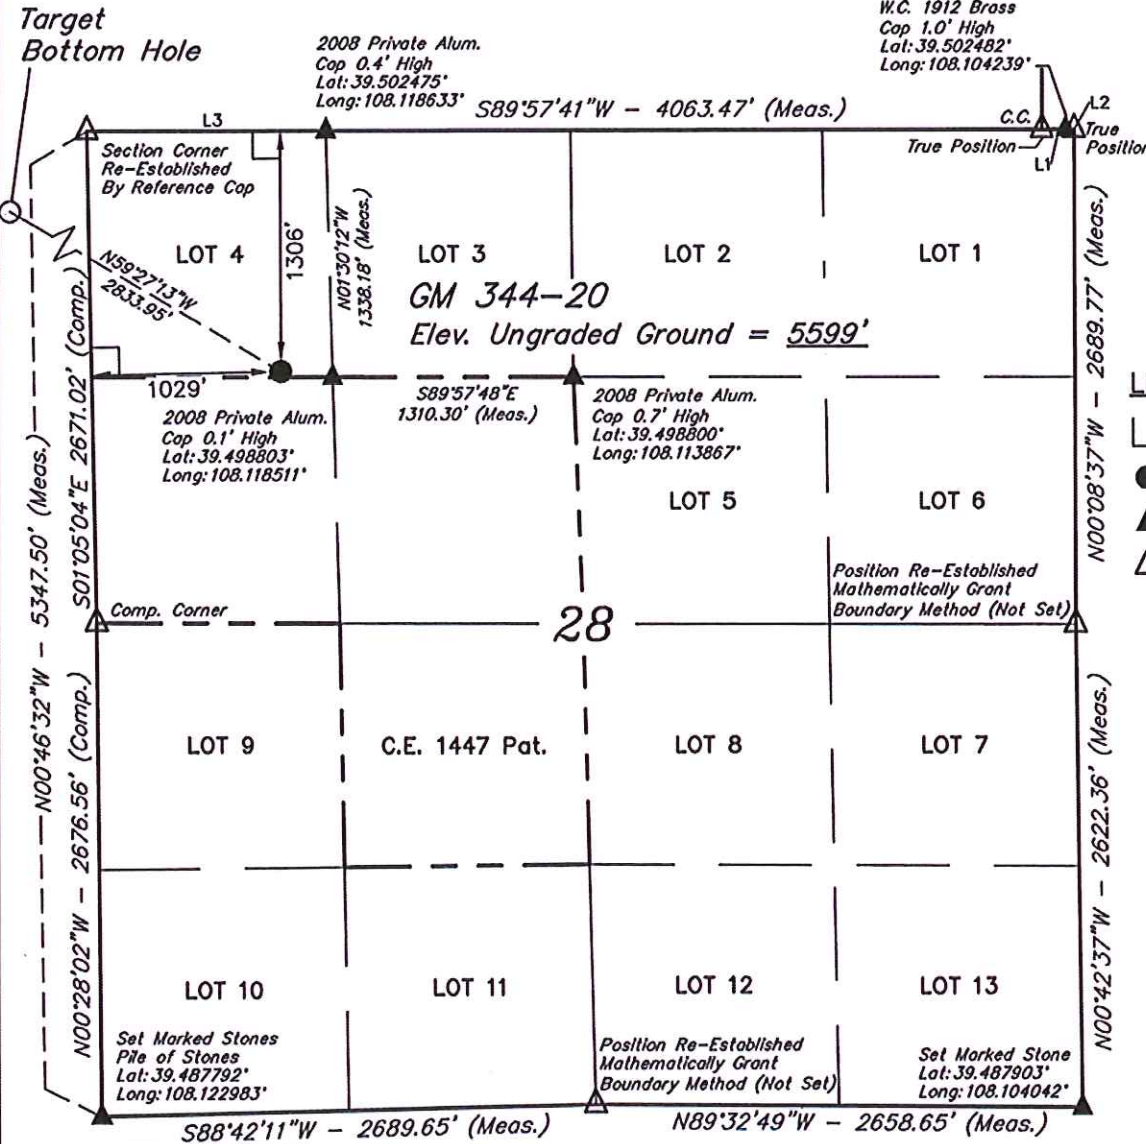 Target
Bottom Hole
2008 Private Alum.
Cap 0.4' High
Lat: 39.502475°
Long: 108.118633°
W.C. 1912 Brass
Cap 1.0' High
Lat: 39.502482°
Long: 108.104239°
S89°57'41"W - 4063.47' (Meas.)
L3
C.C.
L2
True Position
True
Position
L1
Section Corner
Re-Established
By Reference Cap
LOT 4
1306'
N01°30'12"W
1338.18' (Meas.)
LOT 3
LOT 2
LOT 1
N59°27'13"W
2833.95'
GM 344-20
Elev. Ungraded Ground = 5599'
1029'
S89°57'48"E
1310.30' (Meas.)
2008 Private Alum.
Cap 0.1' High
Lat: 39.498803°
Long: 108.118511°
2008 Private Alum.
Cap 0.7' High
Lat: 39.498800°
Long: 108.113867°
S01°05'04"E 2671.02' (Comp.)
N00°08'37"W - 2689.77' (Meas.)
N00°46'32"W - 5347.50' (Meas.)
LOT 5
LOT 6
Comp. Corner
28
Position Re-Established
Mathematically Grant
Boundary Method (Not Set)
LOT 9
C.E. 1447 Pat.
LOT 8
LOT 7
N00°28'02"W - 2676.56' (Comp.)
N00°42'37"W - 2622.36' (Meas.)
LOT 10
LOT 11
LOT 12
LOT 13
Set Marked Stones
Pile of Stones
Lat: 39.487792°
Long: 108.122983°
Position Re-Established
Mathematically Grant
Boundary Method (Not Set)
Set Marked Stone
Lat: 39.487903°
Long: 108.104042°
S88°42'11"W - 2689.65' (Meas.)
N89°32'49"W - 2658.65' (Meas.)